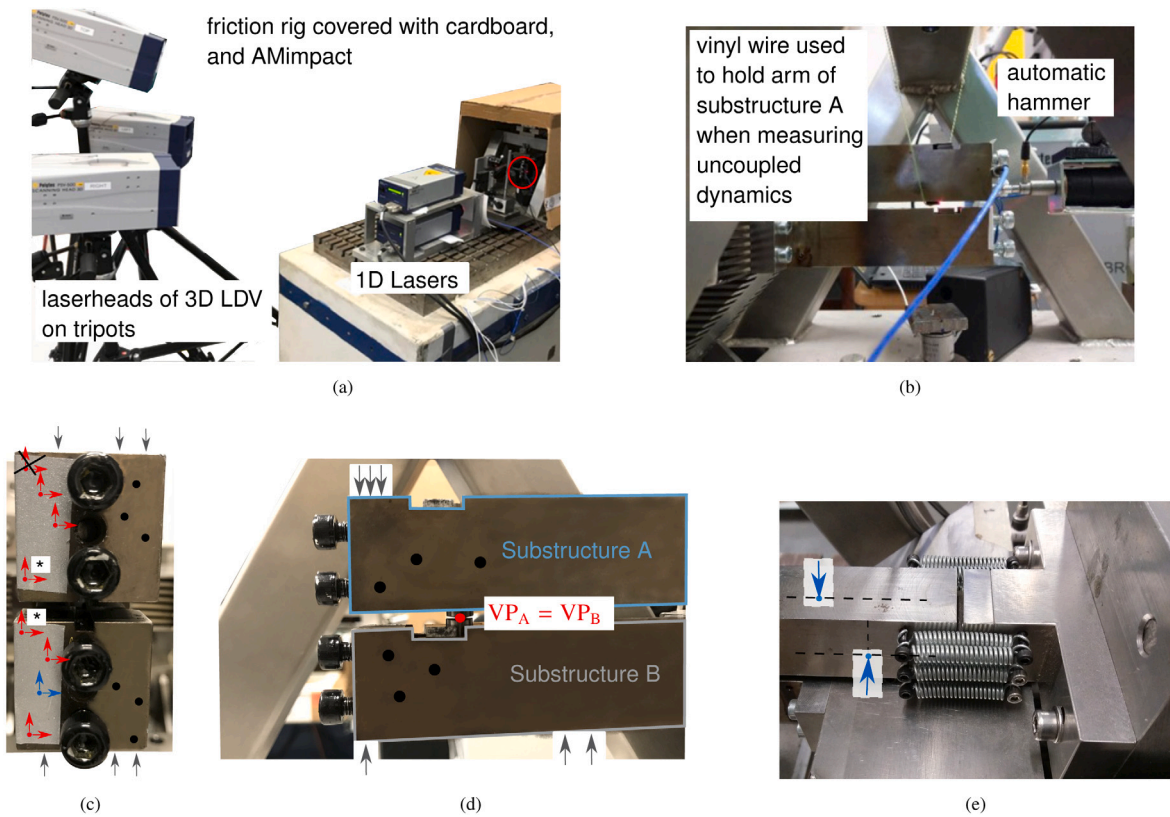 friction rig covered with cardboard,
and AMimpact
laserheads of 3D LDV
on tripots
1D Lasers
(a)
vinyl wire used
to hold arm of
substructure A
when measuring
uncoupled
dynamics
automatic
hammer
BR
(b)
*
*
(c)
Substructure A
VP_A = VP_B
Substructure B
(d)
(e)